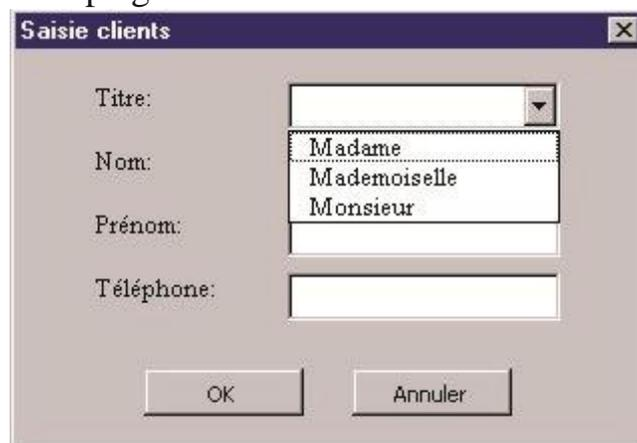 Saisie clients
Titre:
Madame
Nom:
Mademoiselle
Monsieur
Prénom:
Téléphone:
OK Annuler